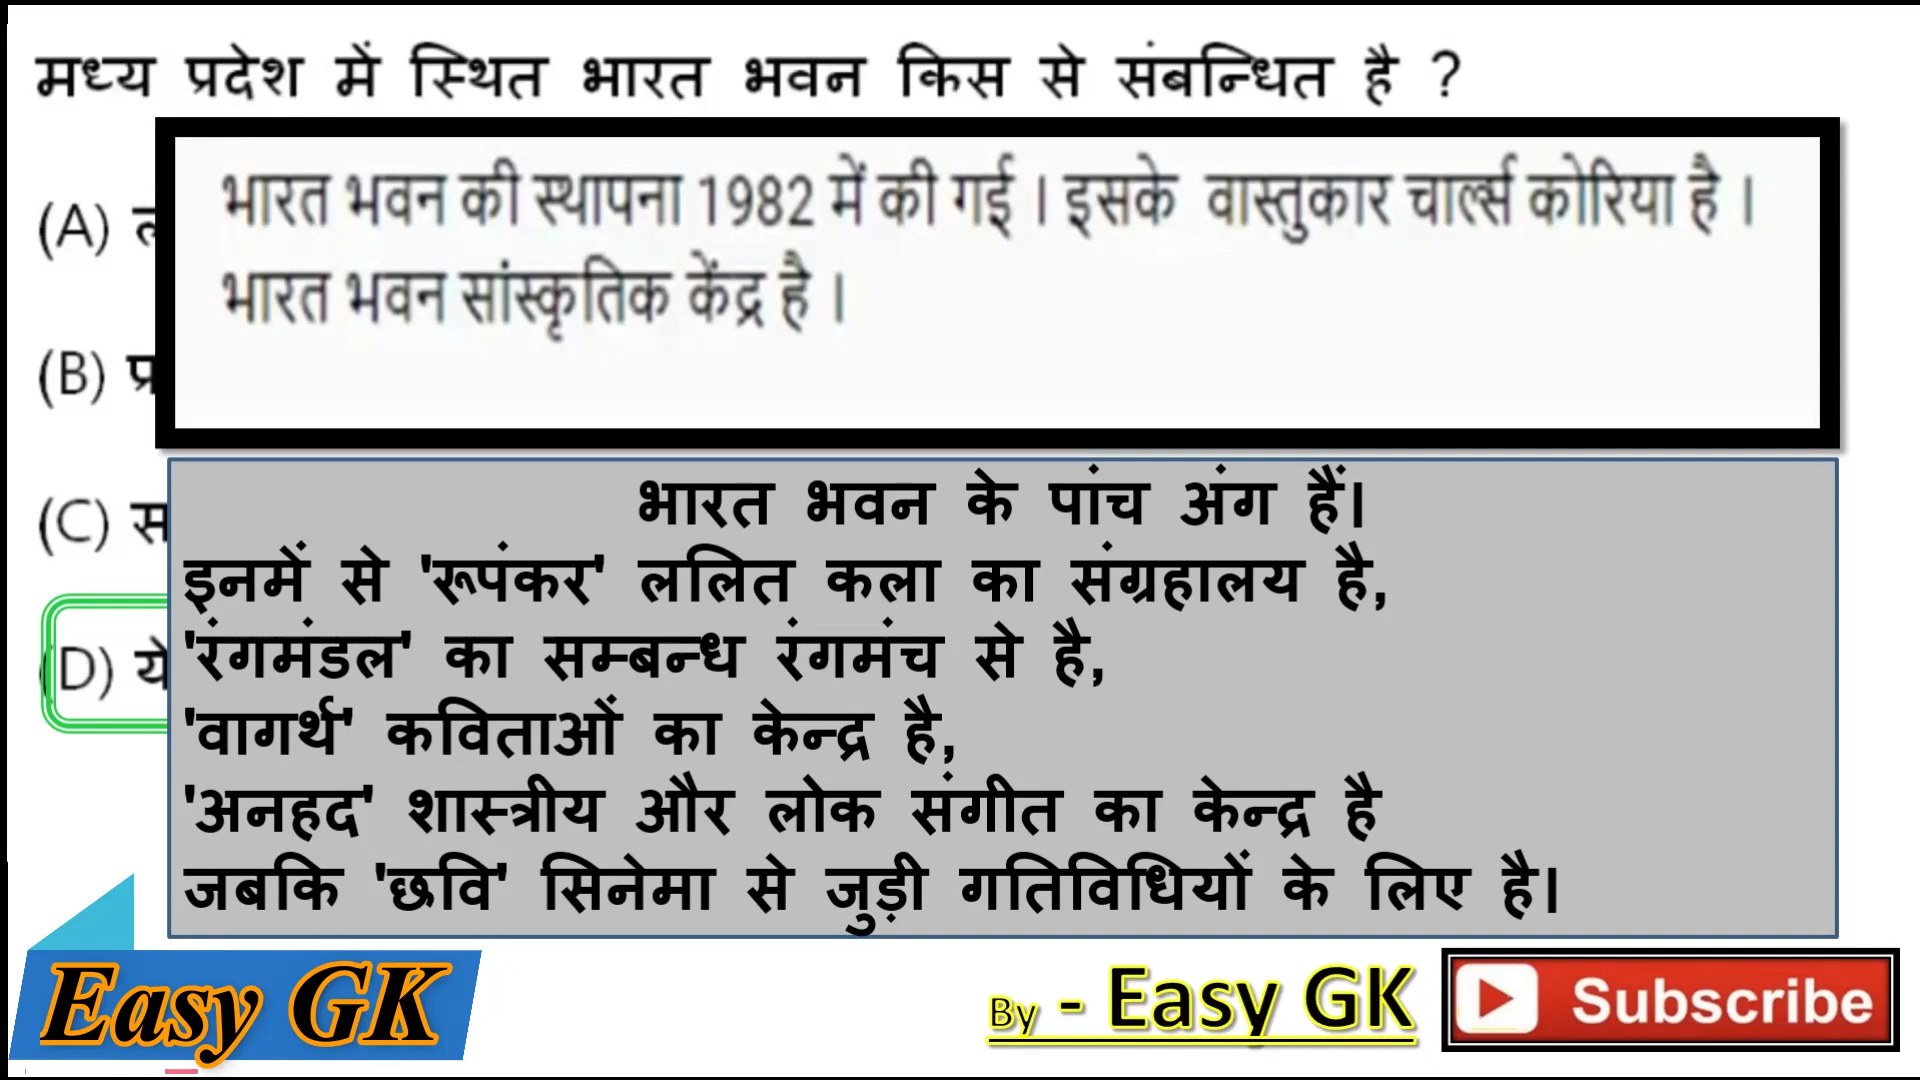 मध्य प्रदेश में स्थित भारत भवन किस से संबन्धित है ?
भारत भवन की स्थापना 1982 में की गई । इसके वास्तुकार चार्ल्स कोरिया है ।
भारत भवन सांस्कृतिक केंद्र है ।
(A)
(B)
(C)
(D)
भारत भवन के पांच अंग हैं।
इनमें से 'रूपंकर' ललित कला का संग्रहालय है,
'रंगमंडल' का सम्बन्ध रंगमंच से है,
'वागर्थ' कविताओं का केन्द्र है,
'अनहद' शास्त्रीय और लोक संगीत का केन्द्र है
जबकि 'छवि' सिनेमा से जुड़ी गतिविधियों के लिए है।
Easy GK
By - Easy GK
Subscribe